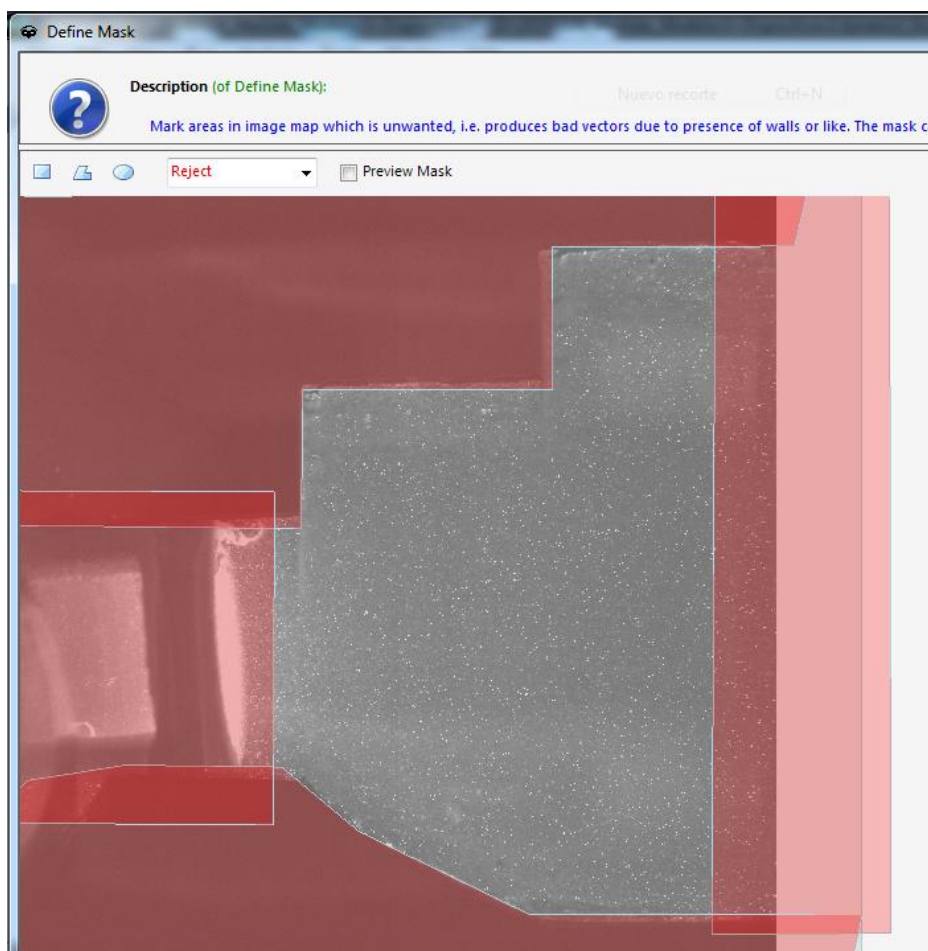 Define Mask
Description (of Define Mask):
Nuevo recorte Ctrl+N
Mark areas in image map which is unwanted, i.e. produces bad vectors due to presence of walls or like. The mask c
Reject
Preview Mask